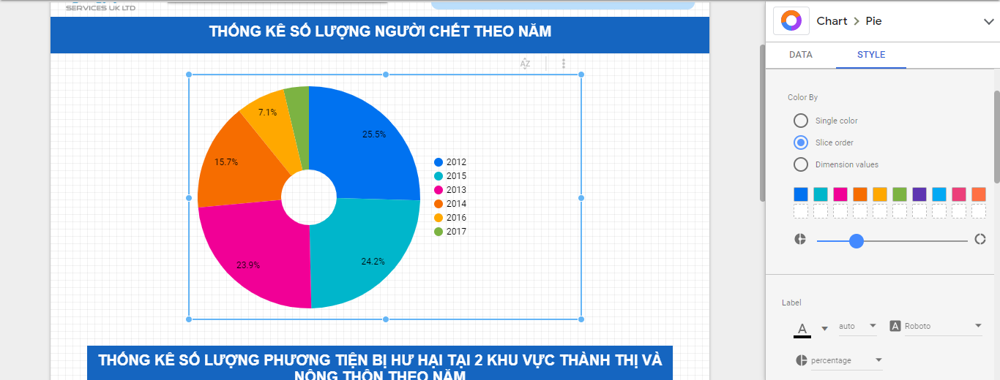 SERVICES UK LTD
THỐNG KÊ SỐ LƯỢNG NGƯỜI CHẾT THEO NĂM
AZ
7.1%
25.5%
15.7%
23.9%
24.2%
2012
2015
2013
2014
2016
2017
THỐNG KÊ SỐ LƯỢNG PHƯƠNG TIỆN BỊ HƯ HẠI TẠI 2 KHU VỰC THÀNH THỊ VÀ
NÔNG THÔN THEO NĂM
Chart > Pie
DATA STYLE
Color By
Single color
Slice order
Dimension values
Label
A auto A Roboto
percentage